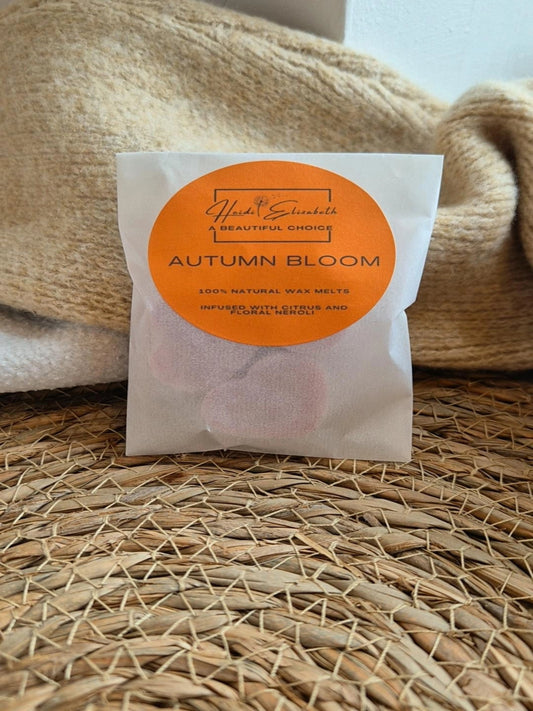 Heidi Elizabeth
A BEAUTIFUL CHOICE
AUTUMN BLOOM
100% NATURAL WAX MELTS
INFUSED WITH CITRUS AND
FLORAL NEROLI